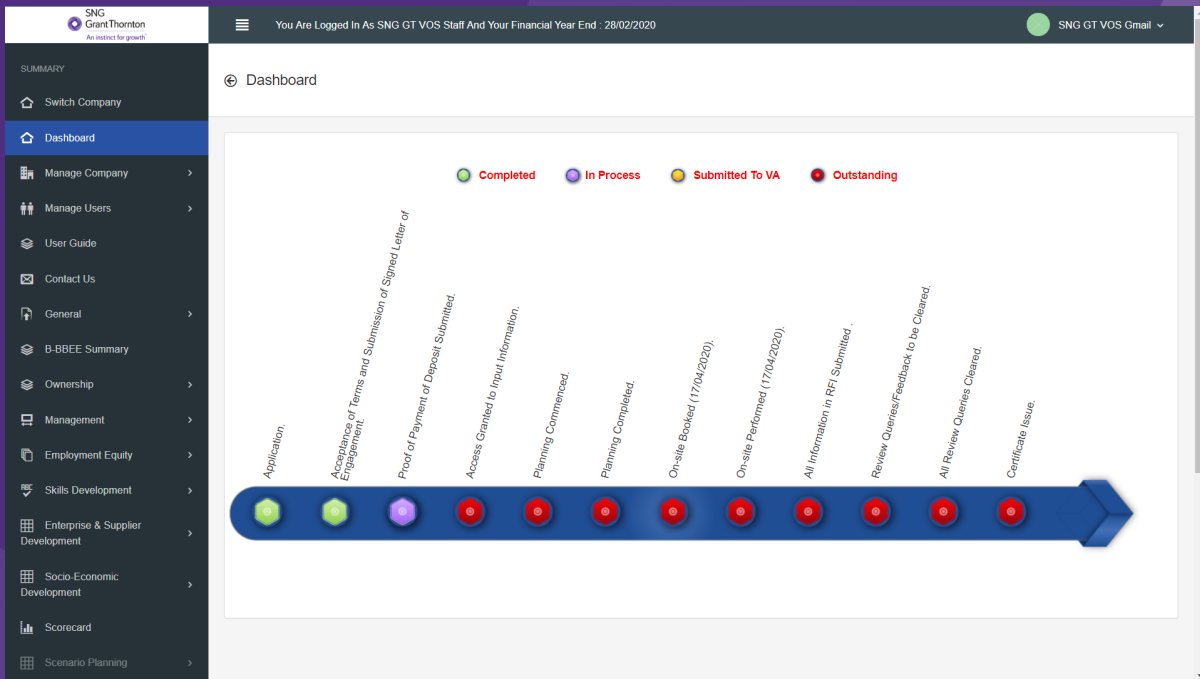 SNG
GrantThornton
An instinct for growth
You Are Logged In As SNG GT VOS Staff And Your Financial Year End : 28/02/2020
SNG GT VOS Gmail
SUMMARY
Switch Company
Dashboard
Manage Company
Manage Users
User Guide
Contact Us
General
B-BBEE Summary
Ownership
Management
Employment Equity
ABC
Skills Development
Enterprise & Supplier
Development
Socio-Economic
Development
Scorecard
Scenario Planning
Dashboard
Completed
In Process
Submitted To VA
Outstanding
Application.
Acceptance of Terms and Submission of Signed Letter of
Engagement.
Proof of Payment of Deposit Submitted.
Access Granted to Input Information.
Planning Commenced.
Planning Completed.
On-site Booked (17/04/2020).
On-site Performed (17/04/2020).
All Information in RFI Submitted .
Review Queries/Feedback to be Cleared.
All Review Queries Cleared.
Certificate Issue.